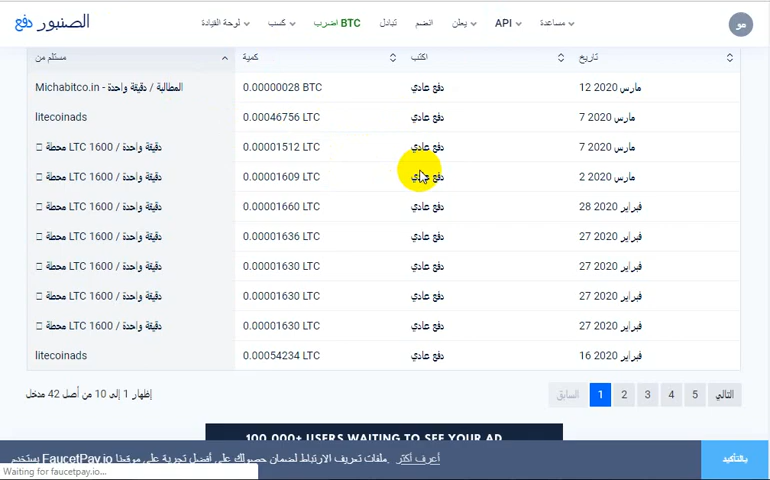 الصنبور دفع لوحة القيادة كسب اضرب BTC تبادل انضم يعلن API مساعدة مو
مستلم من كمية اكتب تاريخ
Michabitco.in - المطالبة / دقيقة واحدة 0.00000028 BTC دفع عادي مارس 2020 12
litecoinads 0.00046756 LTC دفع عادي مارس 2020 7
محطة LTC 1600 / دقيقة واحدة 0.00001512 LTC دفع عادي مارس 2020 7
محطة LTC 1600 / دقيقة واحدة 0.00001609 LTC دفع عادي مارس 2020 2
محطة LTC 1600 / دقيقة واحدة 0.00001660 LTC دفع عادي فبراير 2020 28
محطة LTC 1600 / دقيقة واحدة 0.00001636 LTC دفع عادي فبراير 2020 27
محطة LTC 1600 / دقيقة واحدة 0.00001630 LTC دفع عادي فبراير 2020 27
محطة LTC 1600 / دقيقة واحدة 0.00001630 LTC دفع عادي فبراير 2020 27
محطة LTC 1600 / دقيقة واحدة 0.00001630 LTC دفع عادي فبراير 2020 27
litecoinads 0.00054234 LTC دفع عادي فبراير 2020 16
إظهار 1 إلى 10 من أصل 42 مدخل السابق 1 2 3 4 5 التالي
100,000+ USERS WAITING TO SEE YOUR AD
يستخدم FaucetPay.io ملفات تعريف الارتباط لضمان حصولك على أفضل تجربة على موقعنا. أعرف أكثر بالتأكيد
Waiting for faucetpay.io...